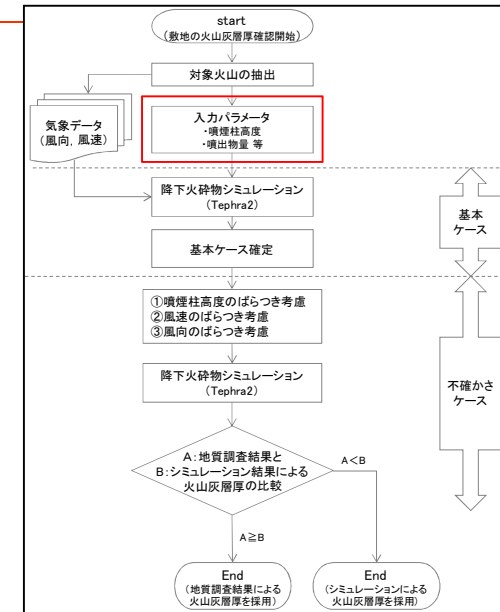 start
（敷地の火山灰層厚確認開始）
対象火山の抽出
気象データ
（風向，風速）
入力パラメータ
・噴煙柱高度
・噴出物量 等
降下火砕物シミュレーション
（Tephra2）
基本
ケース
基本ケース確定
①噴煙柱高度のばらつき考慮
②風速のばらつき考慮
③風向のばらつき考慮
降下火砕物シミュレーション
（Tephra2）
不確かさ
ケース
A：地質調査結果と
B：シミュレーション結果による
火山灰層厚の比較
A＜B
A≧B
End
（地質調査結果による
火山灰層厚を採用）
End
（シミュレーションによる
火山灰層厚を採用）